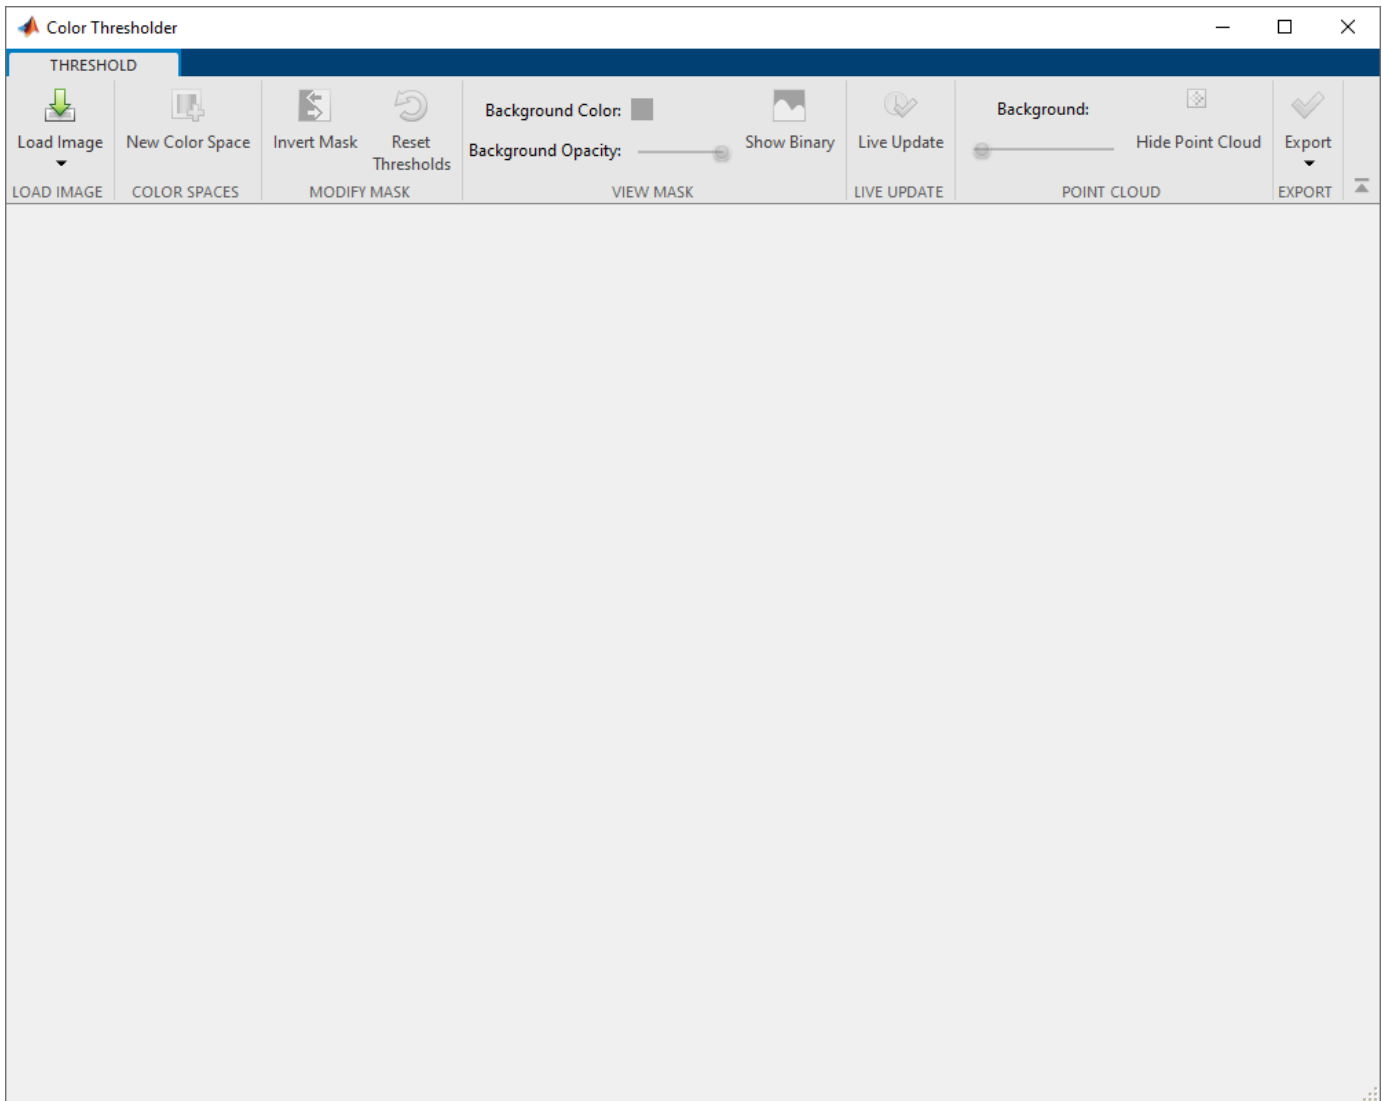 Color Thresholder
THRESHOLD
Load Image
New Color Space
Invert Mask
Reset
Thresholds
Background Color:
Background Opacity:
Show Binary
Live Update
Background:
Hide Point Cloud
Export
LOAD IMAGE
COLOR SPACES
MODIFY MASK
VIEW MASK
LIVE UPDATE
POINT CLOUD
EXPORT